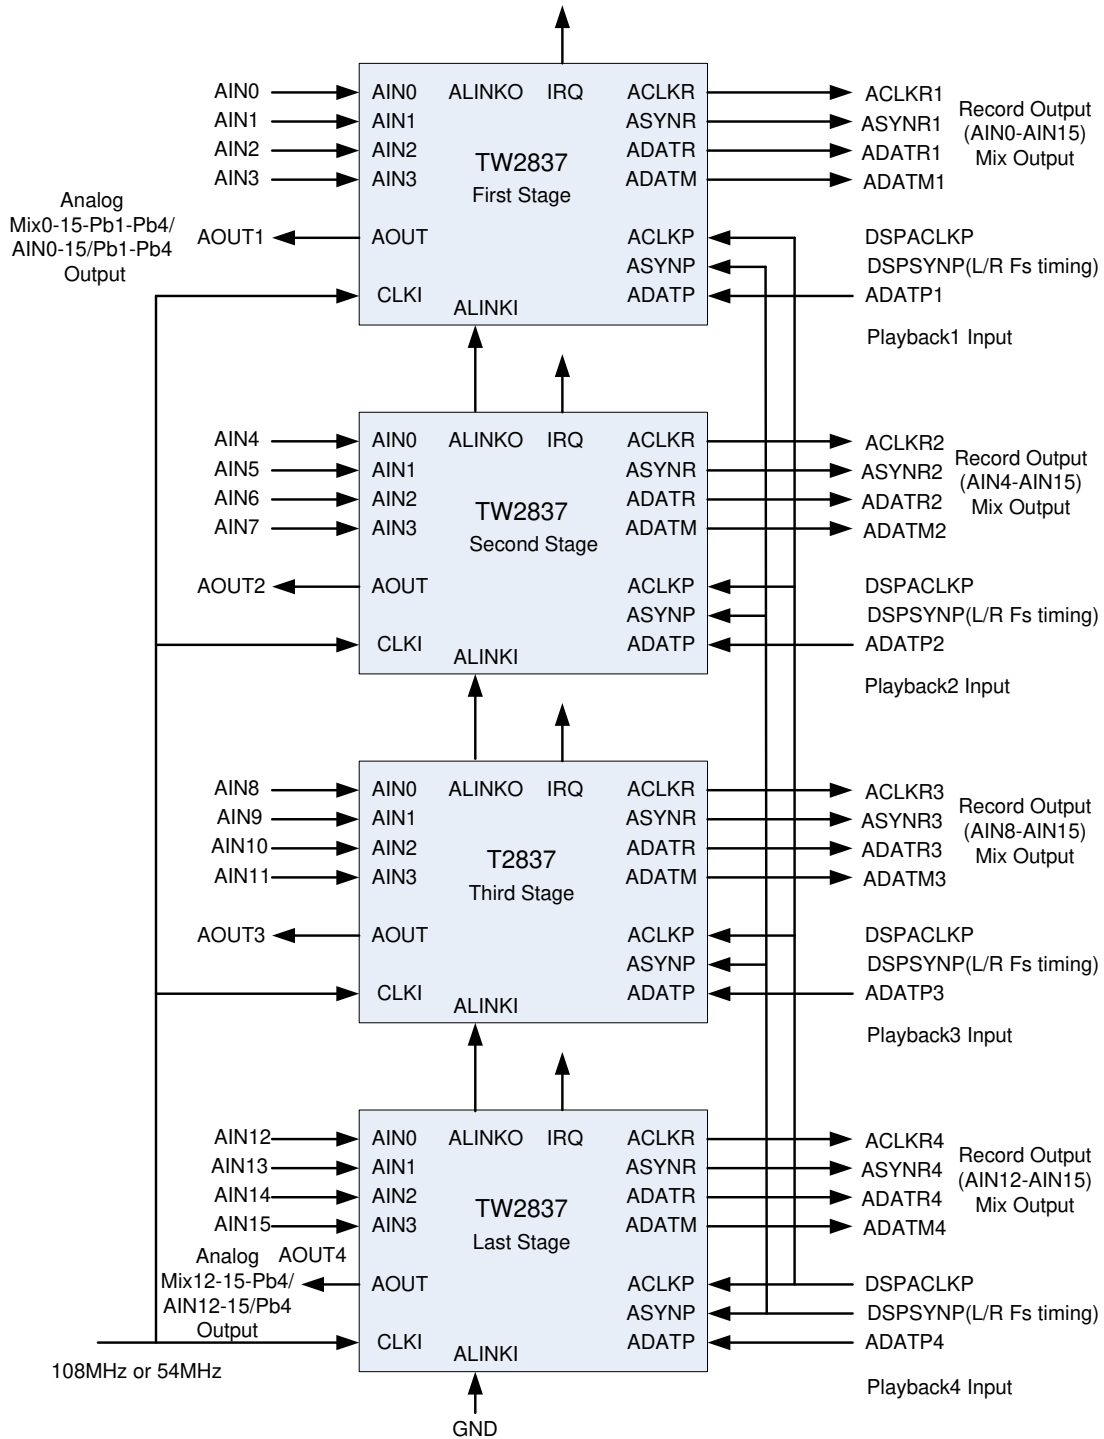 AIN0 AIN0 ALINKO IRQ ACLKR ACLKR1
AIN1 AIN1 ASYNR ASYNR1
AIN2 AIN2 ADATR ADATR1
AIN3 AIN3 ADATM ADATM1
TW2837
First Stage
Record Output
(AIN0-AIN15)
Mix Output
Analog
Mix0-15-Pb1-Pb4/
AIN0-15/Pb1-Pb4
Output
AOUT1 AOUT ACLKP DSPACLKP
ASYNP DSPSYNP(L/R Fs timing)
CLKI ALINKI ADATP ADATP1
Playback1 Input
AIN4 AIN0 ALINKO IRQ ACLKR ACLKR2
AIN5 AIN1 ASYNR ASYNR2
AIN6 AIN2 ADATR ADATR2
AIN7 AIN3 ADATM ADATM2
TW2837
Second Stage
Record Output
(AIN4-AIN15)
Mix Output
AOUT2 AOUT ACLKP DSPACLKP
ASYNP DSPSYNP(L/R Fs timing)
CLKI ALINKI ADATP ADATP2
Playback2 Input
AIN8 AIN0 ALINKO IRQ ACLKR ACLKR3
AIN9 AIN1 ASYNR ASYNR3
AIN10 AIN2 ADATR ADATR3
AIN11 AIN3 ADATM ADATM3
T2837
Third Stage
Record Output
(AIN8-AIN15)
Mix Output
AOUT3 AOUT ACLKP DSPACLKP
ASYNP DSPSYNP(L/R Fs timing)
CLKI ALINKI ADATP ADATP3
Playback3 Input
AIN12 AIN0 ALINKO IRQ ACLKR ACLKR4
AIN13 AIN1 ASYNR ASYNR4
AIN14 AIN2 ADATR ADATR4
AIN15 AIN3 ADATM ADATM4
TW2837
Last Stage
Record Output
(AIN12-AIN15)
Mix Output
Analog
Mix12-15-Pb4/
AIN12-15/Pb4
Output
AOUT4 AOUT ACLKP DSPACLKP
ASYNP DSPSYNP(L/R Fs timing)
CLKI ALINKI ADATP ADATP4
108MHz or 54MHz
Playback4 Input
GND